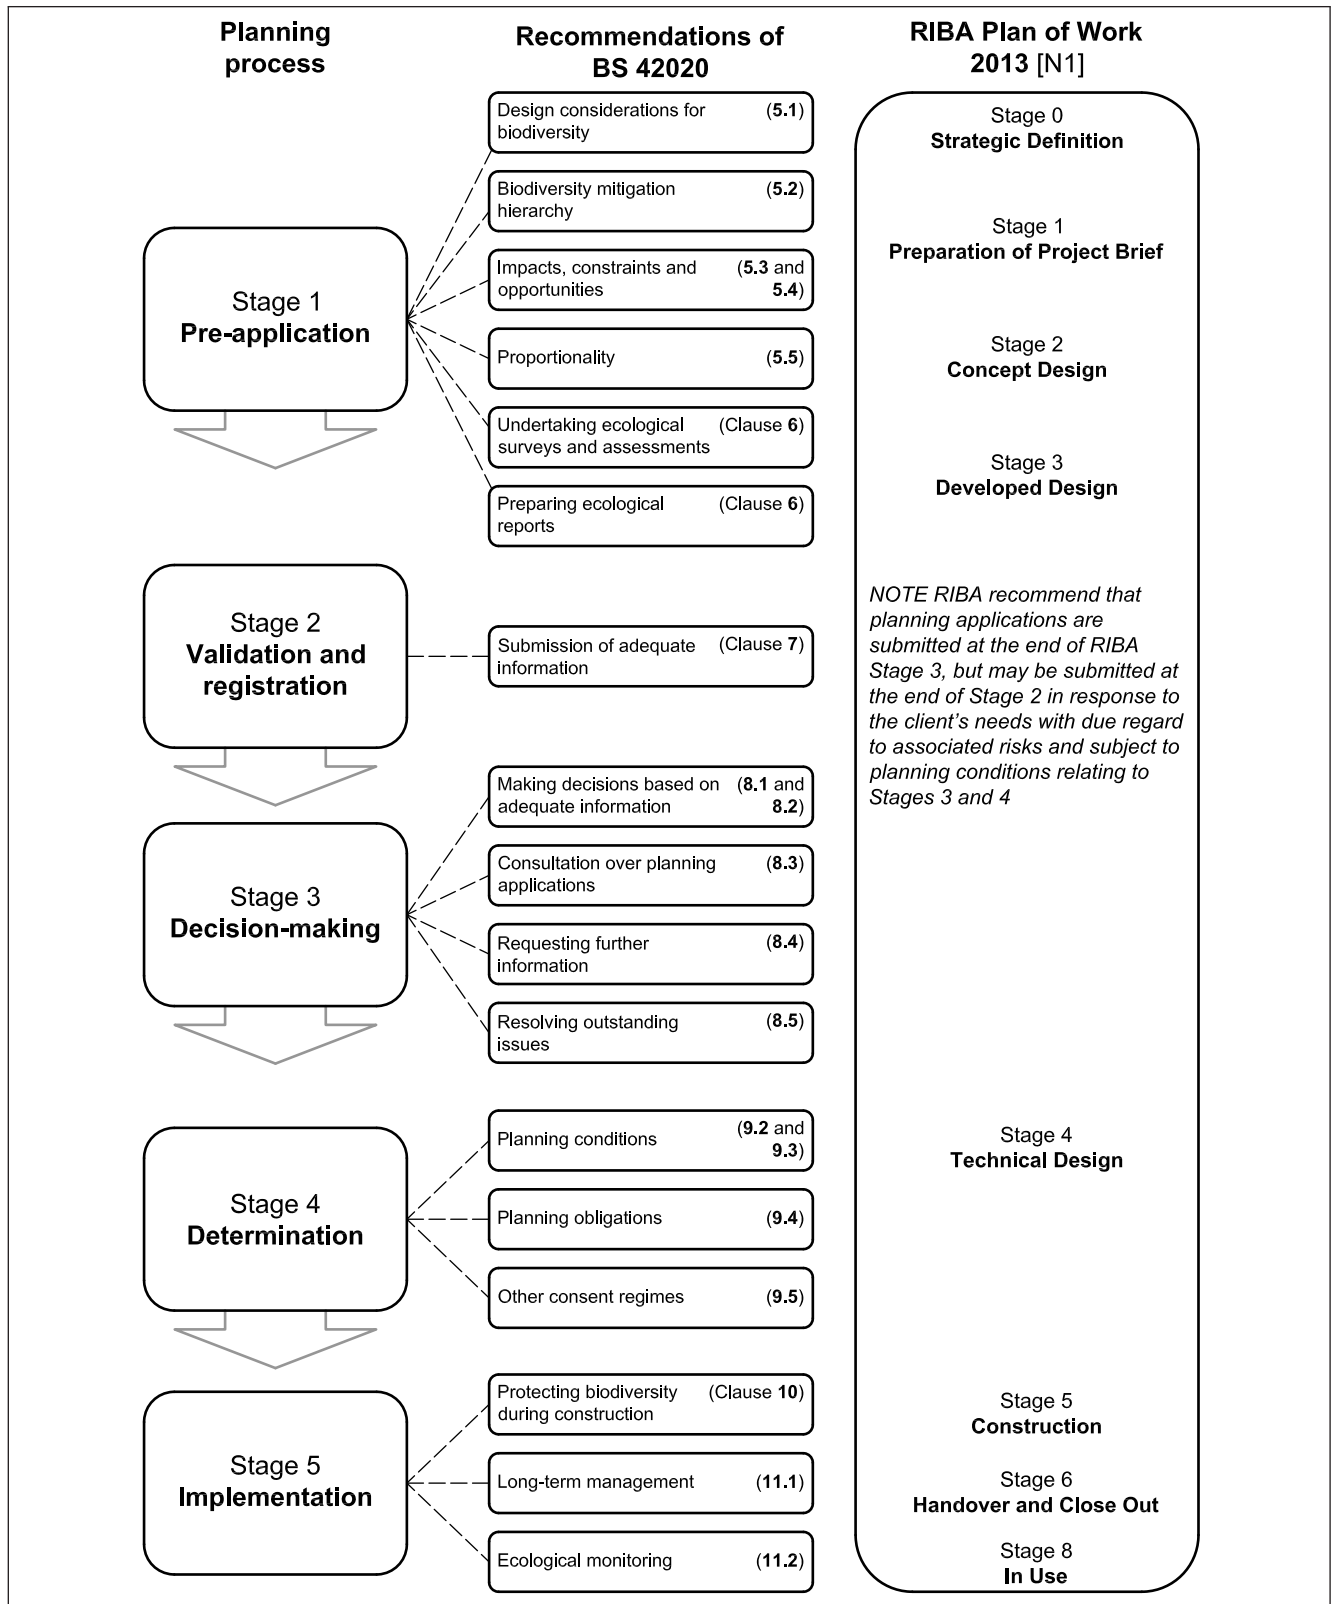 Planning
process
Recommendations of
BS 42020
RIBA Plan of Work
2013 [N1]
Stage 1
Pre-application
Design considerations for (5.1)
biodiversity
Biodiversity mitigation (5.2)
hierarchy
Impacts, constraints and (5.3 and
opportunities 5.4)
Proportionality (5.5)
Undertaking ecological (Clause 6)
surveys and assessments
Preparing ecological (Clause 6)
reports
Stage 2
Validation and
registration
Submission of adequate (Clause 7)
information
Stage 3
Decision-making
Making decisions based on (8.1 and
adequate information 8.2)
Consultation over planning (8.3)
applications
Requesting further (8.4)
information
Resolving outstanding (8.5)
issues
Stage 4
Determination
Planning conditions (9.2 and
9.3)
Planning obligations (9.4)
Other consent regimes (9.5)
Stage 5
Implementation
Protecting biodiversity (Clause 10)
during construction
Long-term management (11.1)
Ecological monitoring (11.2)
Stage 0
Strategic Definition
Stage 1
Preparation of Project Brief
Stage 2
Concept Design
Stage 3
Developed Design
NOTE RIBA recommend that
planning applications are
submitted at the end of RIBA
Stage 3, but may be submitted at
the end of Stage 2 in response to
the client's needs with due regard
to associated risks and subject to
planning conditions relating to
Stages 3 and 4
Stage 4
Technical Design
Stage 5
Construction
Stage 6
Handover and Close Out
Stage 8
In Use